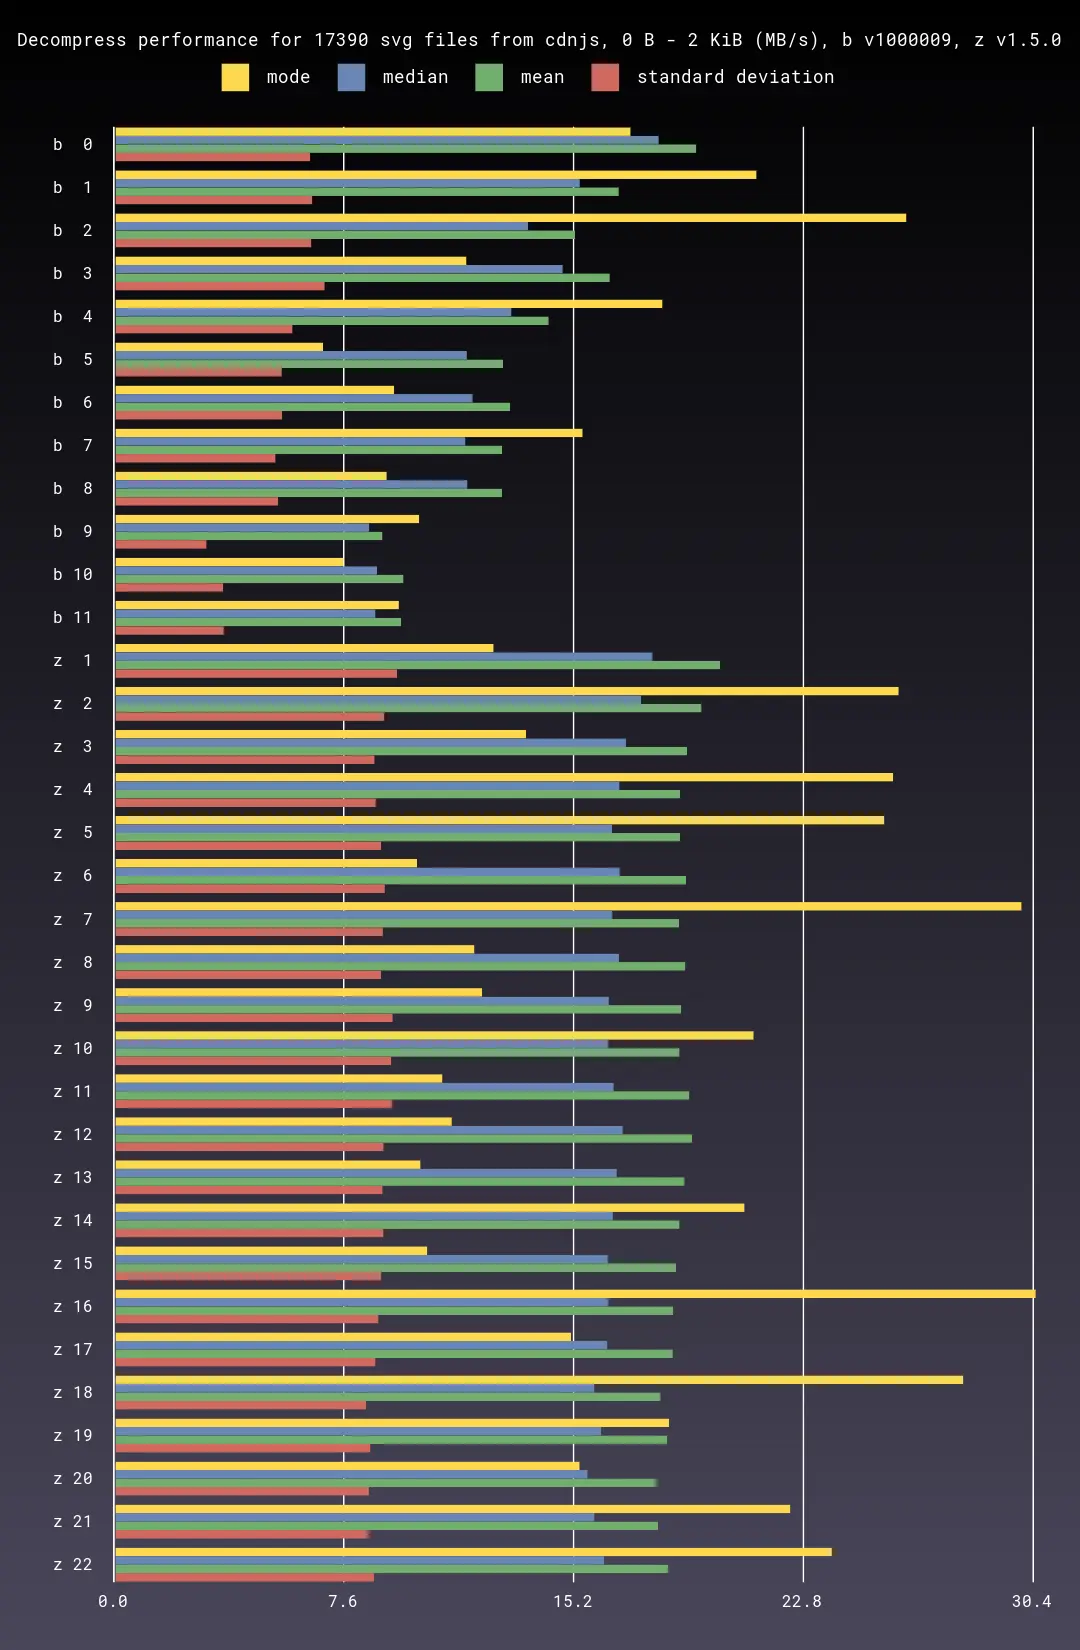 Decompress performance for 17390 svg files from cdnjs, 0 B - 2 KiB (MB/s), b v1000009, z v1.5.0
mode median mean standard deviation
b 0
b 1
b 2
b 3
b 4
b 5
b 6
b 7
b 8
b 9
b 10
b 11
z 1
z 2
z 3
z 4
z 5
z 6
z 7
z 8
z 9
z 10
z 11
z 12
z 13
z 14
z 15
z 16
z 17
z 18
z 19
z 20
z 21
z 22
0.0 7.6 15.2 22.8 30.4